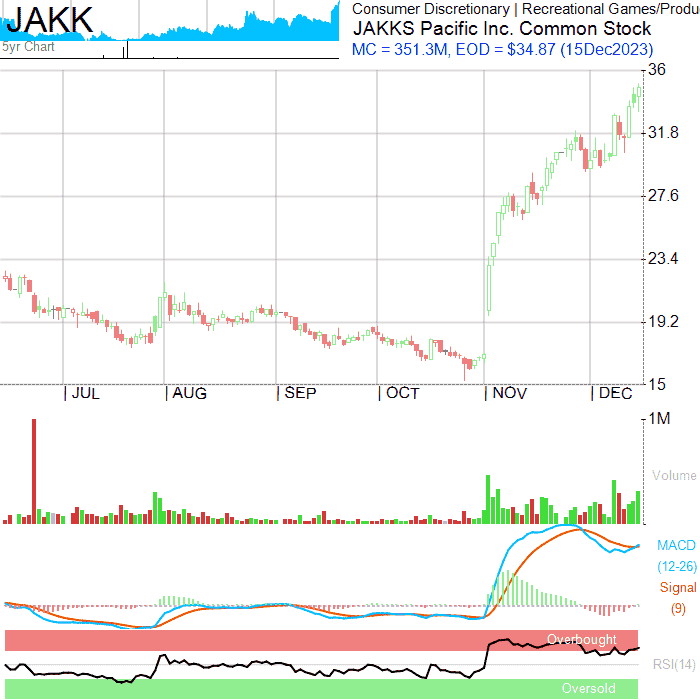 JAKK
5yr Chart
Consumer Discretionary | Recreational Games/Produ
JAKKS Pacific Inc. Common Stock
MC = 351.3M, EOD = $34.87 (15Dec2023)
36
31.8
27.6
23.4
19.2
15
| JUL | AUG | SEP | OCT | NOV | DEC
1M
Volume
MACD
(12-26)
Signal
(9)
Overbought
RSI(14)
Oversold